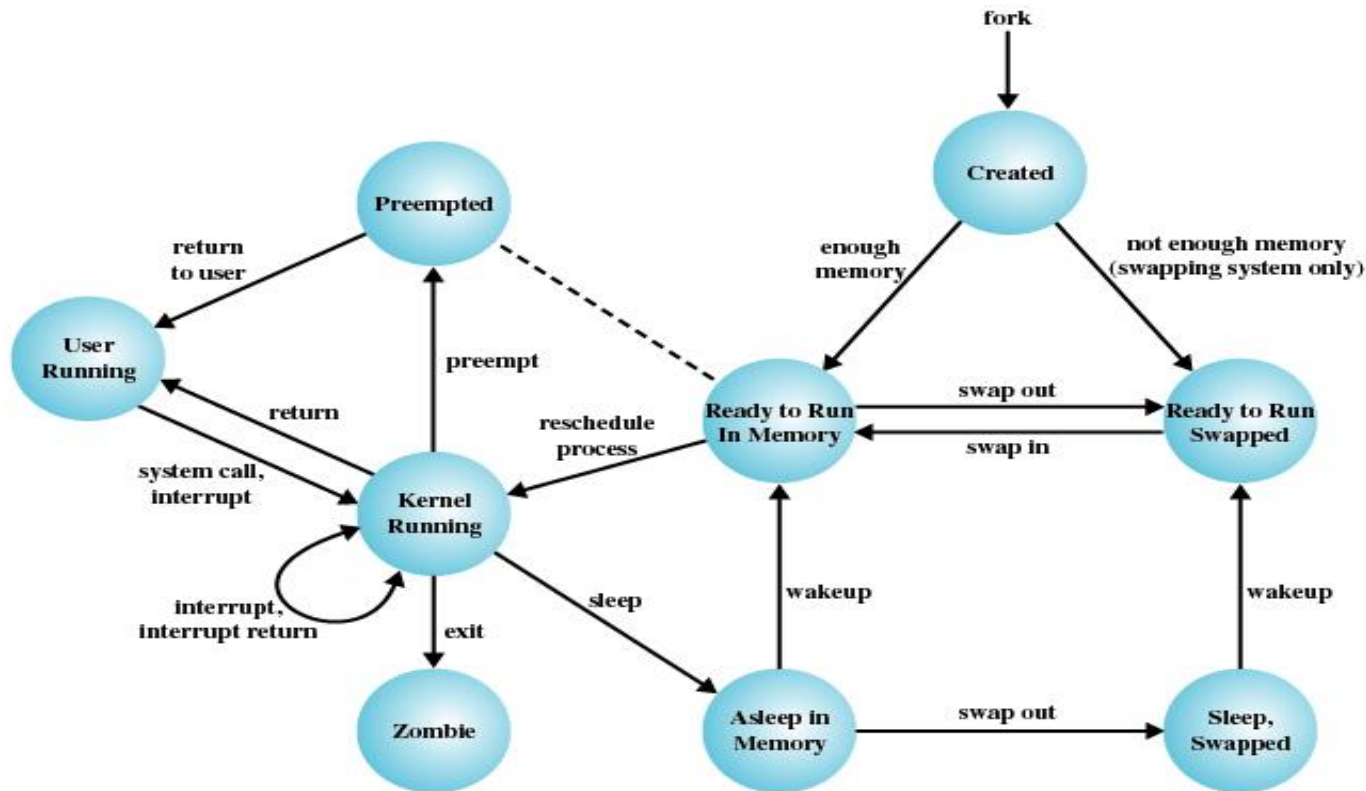 fork
Created
Preempted
return
to user
enough
memory
not enough memory
(swapping system only)
User
Running
preempt
return
reschedule
process
Ready to Run
In Memory
swap out
swap in
Ready to Run
Swapped
system call,
interrupt
Kernel
Running
interrupt,
interrupt return
sleep
exit
wakeup
wakeup
Zombie
Asleep in
Memory
swap out
Sleep,
Swapped